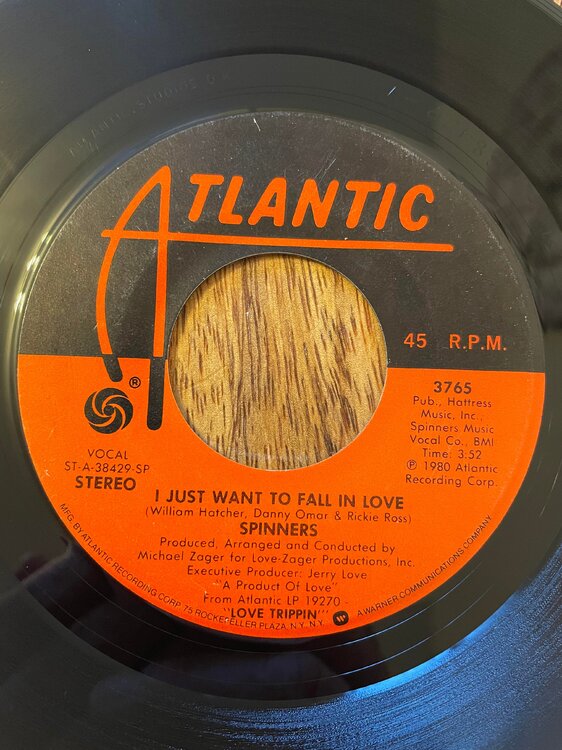 ATLANTIC
45 R.P.M.
®
3765
Pub., Hattress
Music, Inc.,
Spinners Music
Vocal Co., BMI
Time: 3:52
Ⓟ 1980 Atlantic
Recording Corp.
VOCAL
ST-A-38429-SP
STEREO
I JUST WANT TO FALL IN LOVE
(William Hatcher, Danny Omar & Rickie Ross)
SPINNERS
Produced, Arranged and Conducted by
Michael Zager for Love-Zager Productions, Inc.
Executive Producer: Jerry Love
"A Product Of Love"
From Atlantic LP 19270 -
"LOVE TRIPPIN'"
MFG. BY ATLANTIC RECORDING CORP. 75 ROCKEFELLER PLAZA, N.Y. N.Y. A WARNER COMMUNICATIONS COMPANY